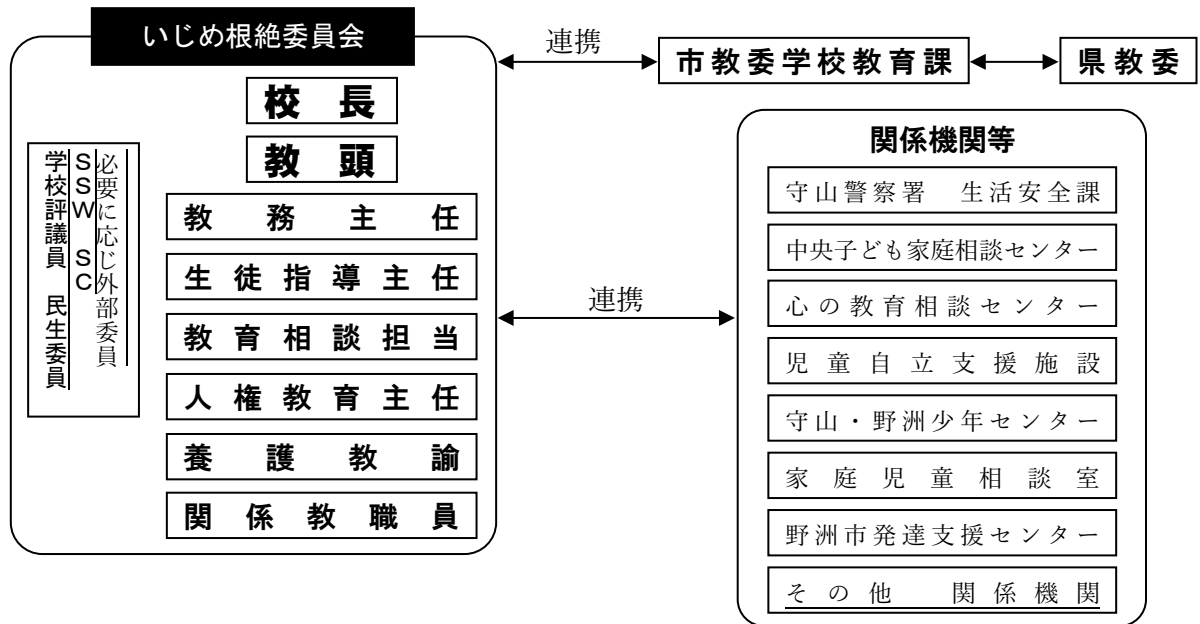 いじめ根絶委員会
連携
市教委学校教育課
県教委
校長
教頭
教務主任
生徒指導主任
教育相談担当
人権教育主任
養護教諭
関係教職員
必要に応じ外部委員
SSW SC
学校評議員 民生委員
連携
関係機関等
守山警察署 生活安全課
中央子ども家庭相談センター
心の教育相談センター
児童自立支援施設
守山・野洲少年センター
家庭児童相談室
野洲市発達支援センター
その他 関係機関